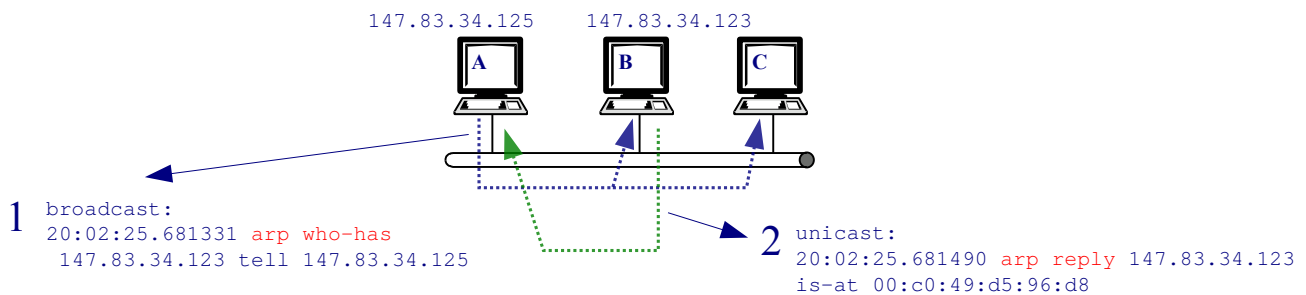 147.83.34.125 147.83.34.123
A B C
1
broadcast:
20:02:25.681331 arp who-has
147.83.34.123 tell 147.83.34.125
2
unicast:
20:02:25.681490 arp reply 147.83.34.123
is-at 00:c0:49:d5:96:d8